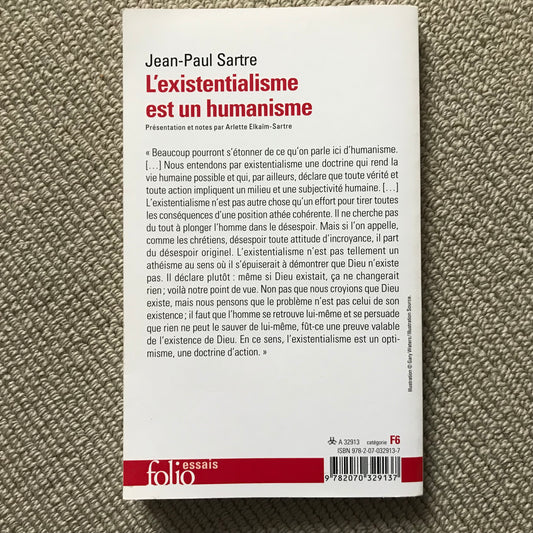 Jean-Paul Sartre
L'existentialisme
est un humanisme
Présentation et notes par Arlette Elkaïm-Sartre
« Beaucoup pourront s'étonner de ce qu'on parle ici d'humanisme.
[…] Nous entendons par existentialisme une doctrine qui rend la
vie humaine possible et qui, par ailleurs, déclare que toute vérité et
toute action impliquent un milieu et une subjectivité humaine. […]
L'existentialisme n'est pas autre chose qu'un effort pour tirer toutes
les conséquences d'une position athée cohérente. Il ne cherche pas
du tout à plonger l'homme dans le désespoir. Mais si l'on appelle,
comme les chrétiens, désespoir toute attitude d'incroyance, il part
du désespoir originel. L'existentialisme n'est pas tellement un
athéisme au sens où il s'épuiserait à démontrer que Dieu n'existe
pas. Il déclare plutôt : même si Dieu existait, ça ne changerait
rien ; voilà notre point de vue. Non pas que nous croyions que Dieu
existe, mais nous pensons que le problème n'est pas celui de son
existence ; il faut que l'homme se retrouve lui-même et se persuade
que rien ne peut le sauver de lui-même, fût-ce une preuve valable
de l'existence de Dieu. En ce sens, l'existentialisme est un opti-
misme, une doctrine d'action. »
Illustration © Gary Waters / Illustration Source.
A 32913 catégorie F6
ISBN 978-2-07-032913-7
folio essais
9 782070 329137